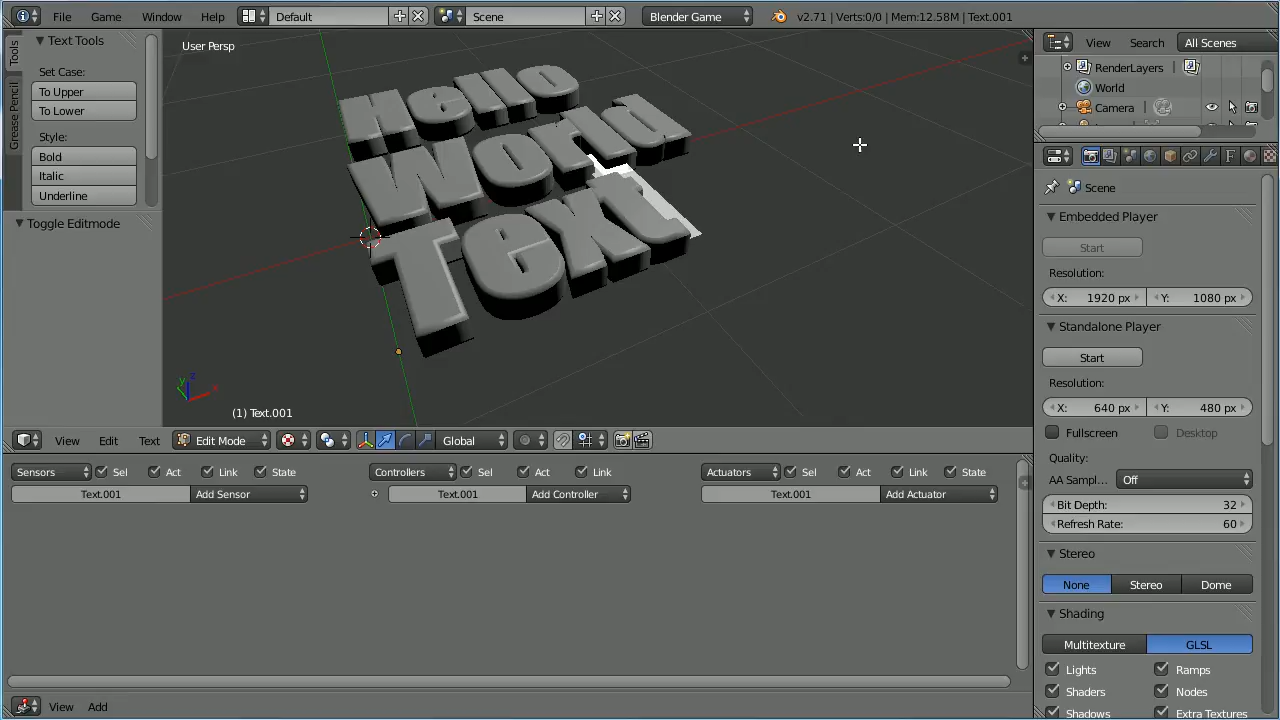 File Game Window Help Default Scene Blender Game v2.71 | Verts:0/0 | Mem:12.58M | Text.001
Tools
Grease Pencil
Text Tools
Set Case:
To Upper
To Lower
Style:
Bold
Italic
Underline
Toggle Editmode
User Persp
Hello
World
Text
y z x
(1) Text.001
View Edit Text Edit Mode Global
Sensors Sel Act Link State Controllers Sel Act Link Actuators Sel Act Link State
Text.001 Add Sensor Text.001 Add Controller Text.001 Add Actuator
View Add
View Search All Scenes
RenderLayers
World
Camera
Scene
Embedded Player
Start
Resolution:
X: 1920 px Y: 1080 px
Standalone Player
Start
Resolution:
X: 640 px Y: 480 px
Fullscreen Desktop
Quality:
AA Sampl... Off
Bit Depth: 32
Refresh Rate: 60
Stereo
None Stereo Dome
Shading
Multitexture GLSL
Lights Ramps
Shaders Nodes
Shadows Extra Textures